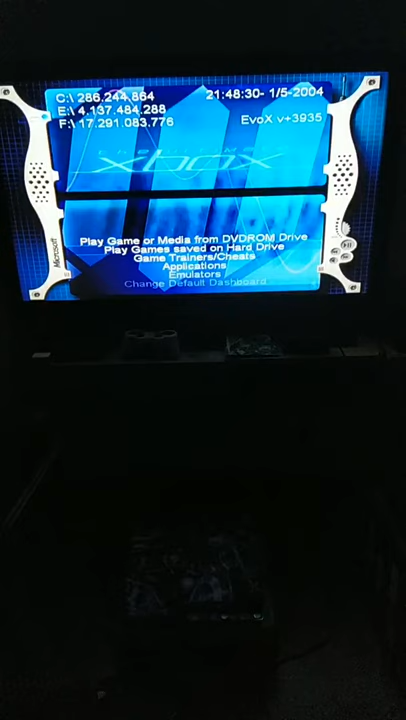 C:\ 286.244.864
21:48:30- 1/5-2004
E:\ 4.137.484.288
F:\ 17.291.083.776
EvoX v+3935
xbox
Play Game or Media from DVDROM Drive
Play Games saved on Hard Drive
Game Trainers/Cheats
Applications
Emulators
Change Default Dashboard
Microsoft